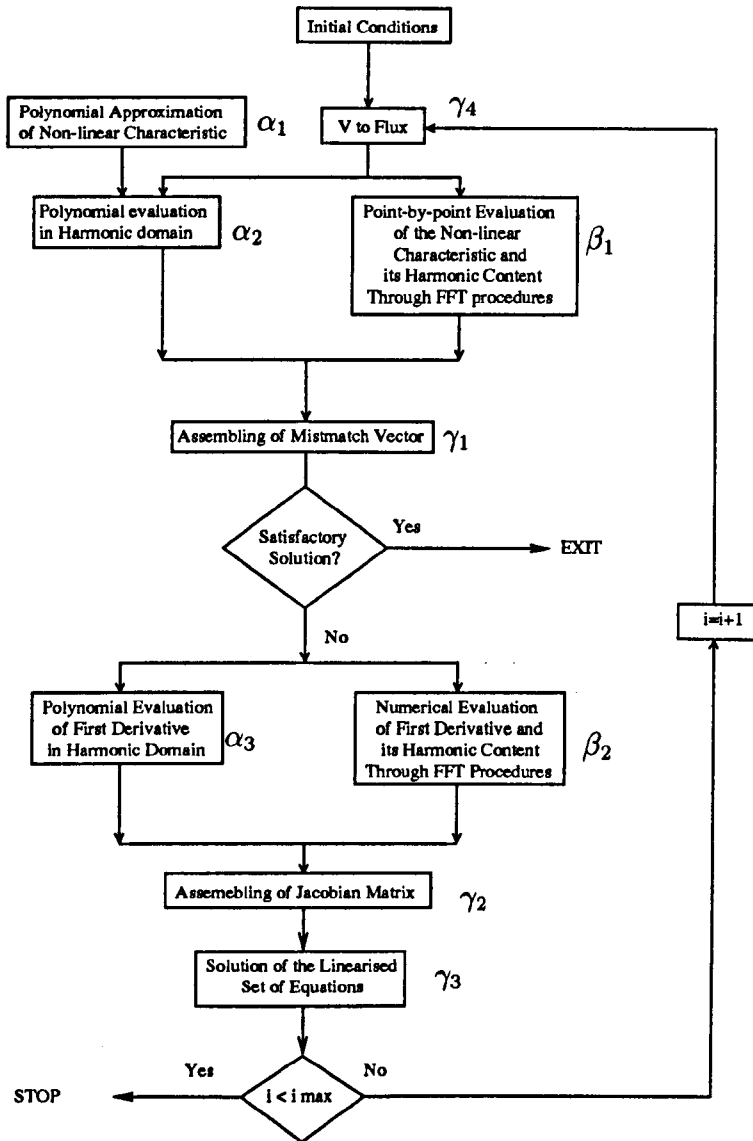 Initial Conditions
Polynomial Approximation
of Non-linear Characteristic
α1
V to Flux
γ4
Polynomial evaluation
in Harmonic domain
α2
Point-by-point Evaluation
of the Non-linear
Characteristic and
its Harmonic Content
Through FFT procedures
β1
Assembling of Mistmatch Vector
γ1
Satisfactory
Solution?
Yes
EXIT
No
i=i+1
Polynomial Evaluation
of First Derivative
in Harmonic Domain
α3
Numerical Evaluation
of First Derivative and
its Harmonic Content
Through FFT Procedures
β2
Assemebling of Jacobian Matrix
γ2
Solution of the Linearised
Set of Equations
γ3
Yes
No
STOP
i < i max